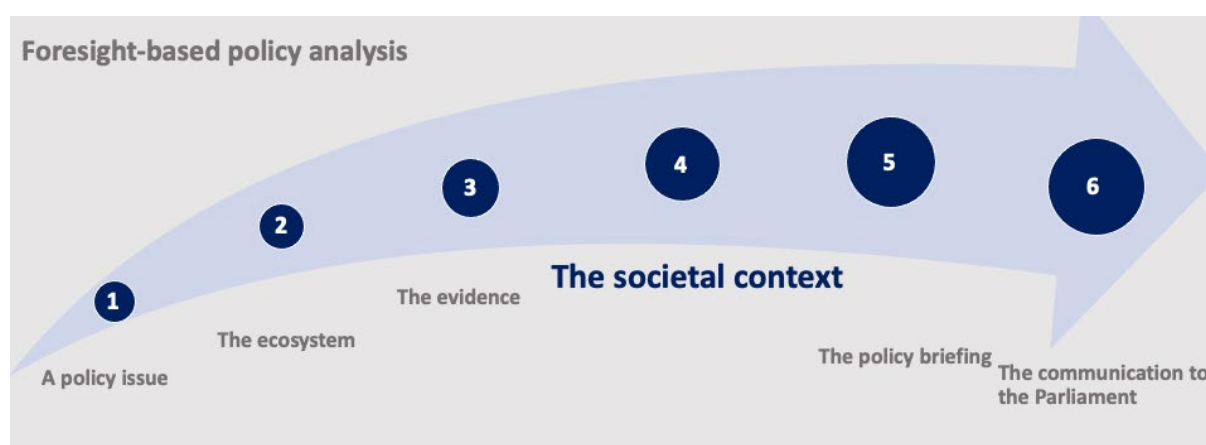 Foresight-based policy analysis
1
2
3
4
5
6
A policy issue
The ecosystem
The evidence
The societal context
The policy briefing
The communication to
the Parliament